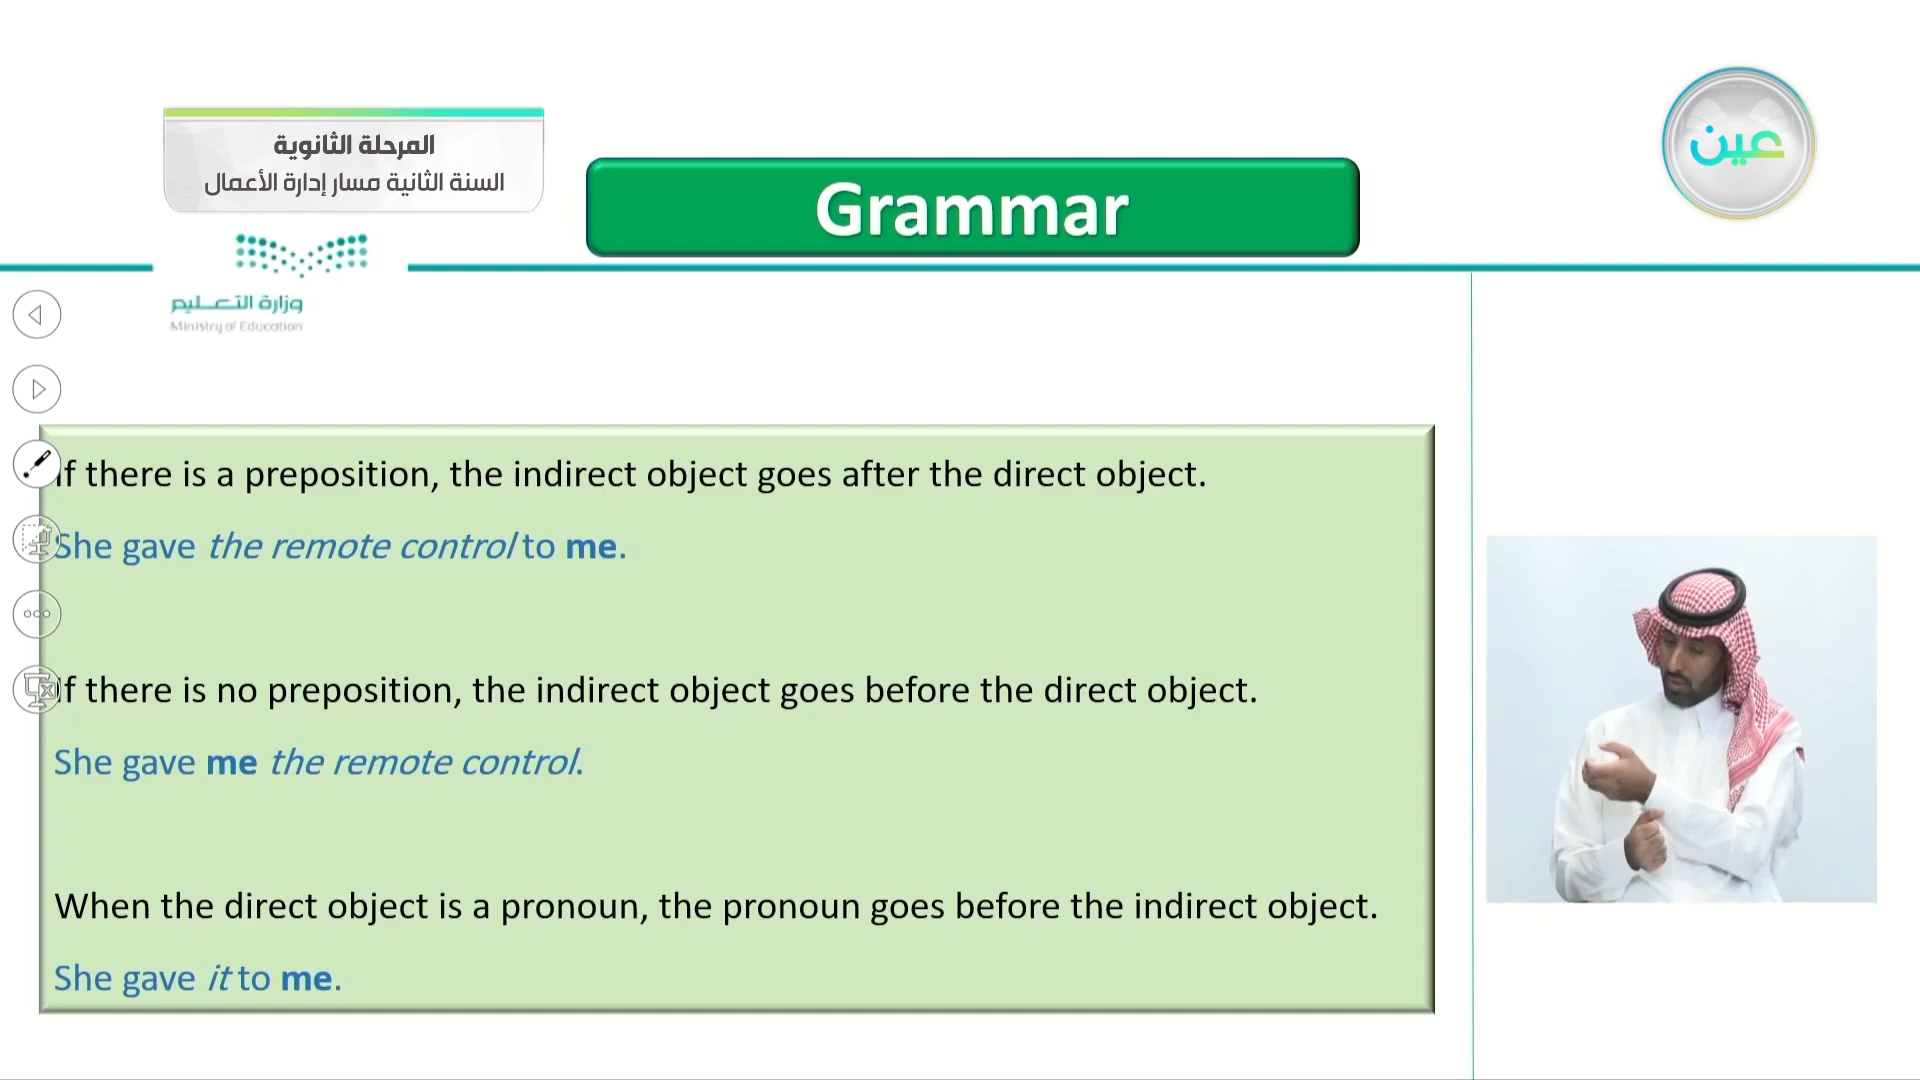 المرحلة الثانوية
السنة الثانية مسار إدارة الأعمال
عين
Grammar
وزارة التعليم
Ministry of Education
If there is a preposition, the indirect object goes after the direct object.
She gave the remote control to me.
If there is no preposition, the indirect object goes before the direct object.
She gave me the remote control.
When the direct object is a pronoun, the pronoun goes before the indirect object.
She gave it to me.